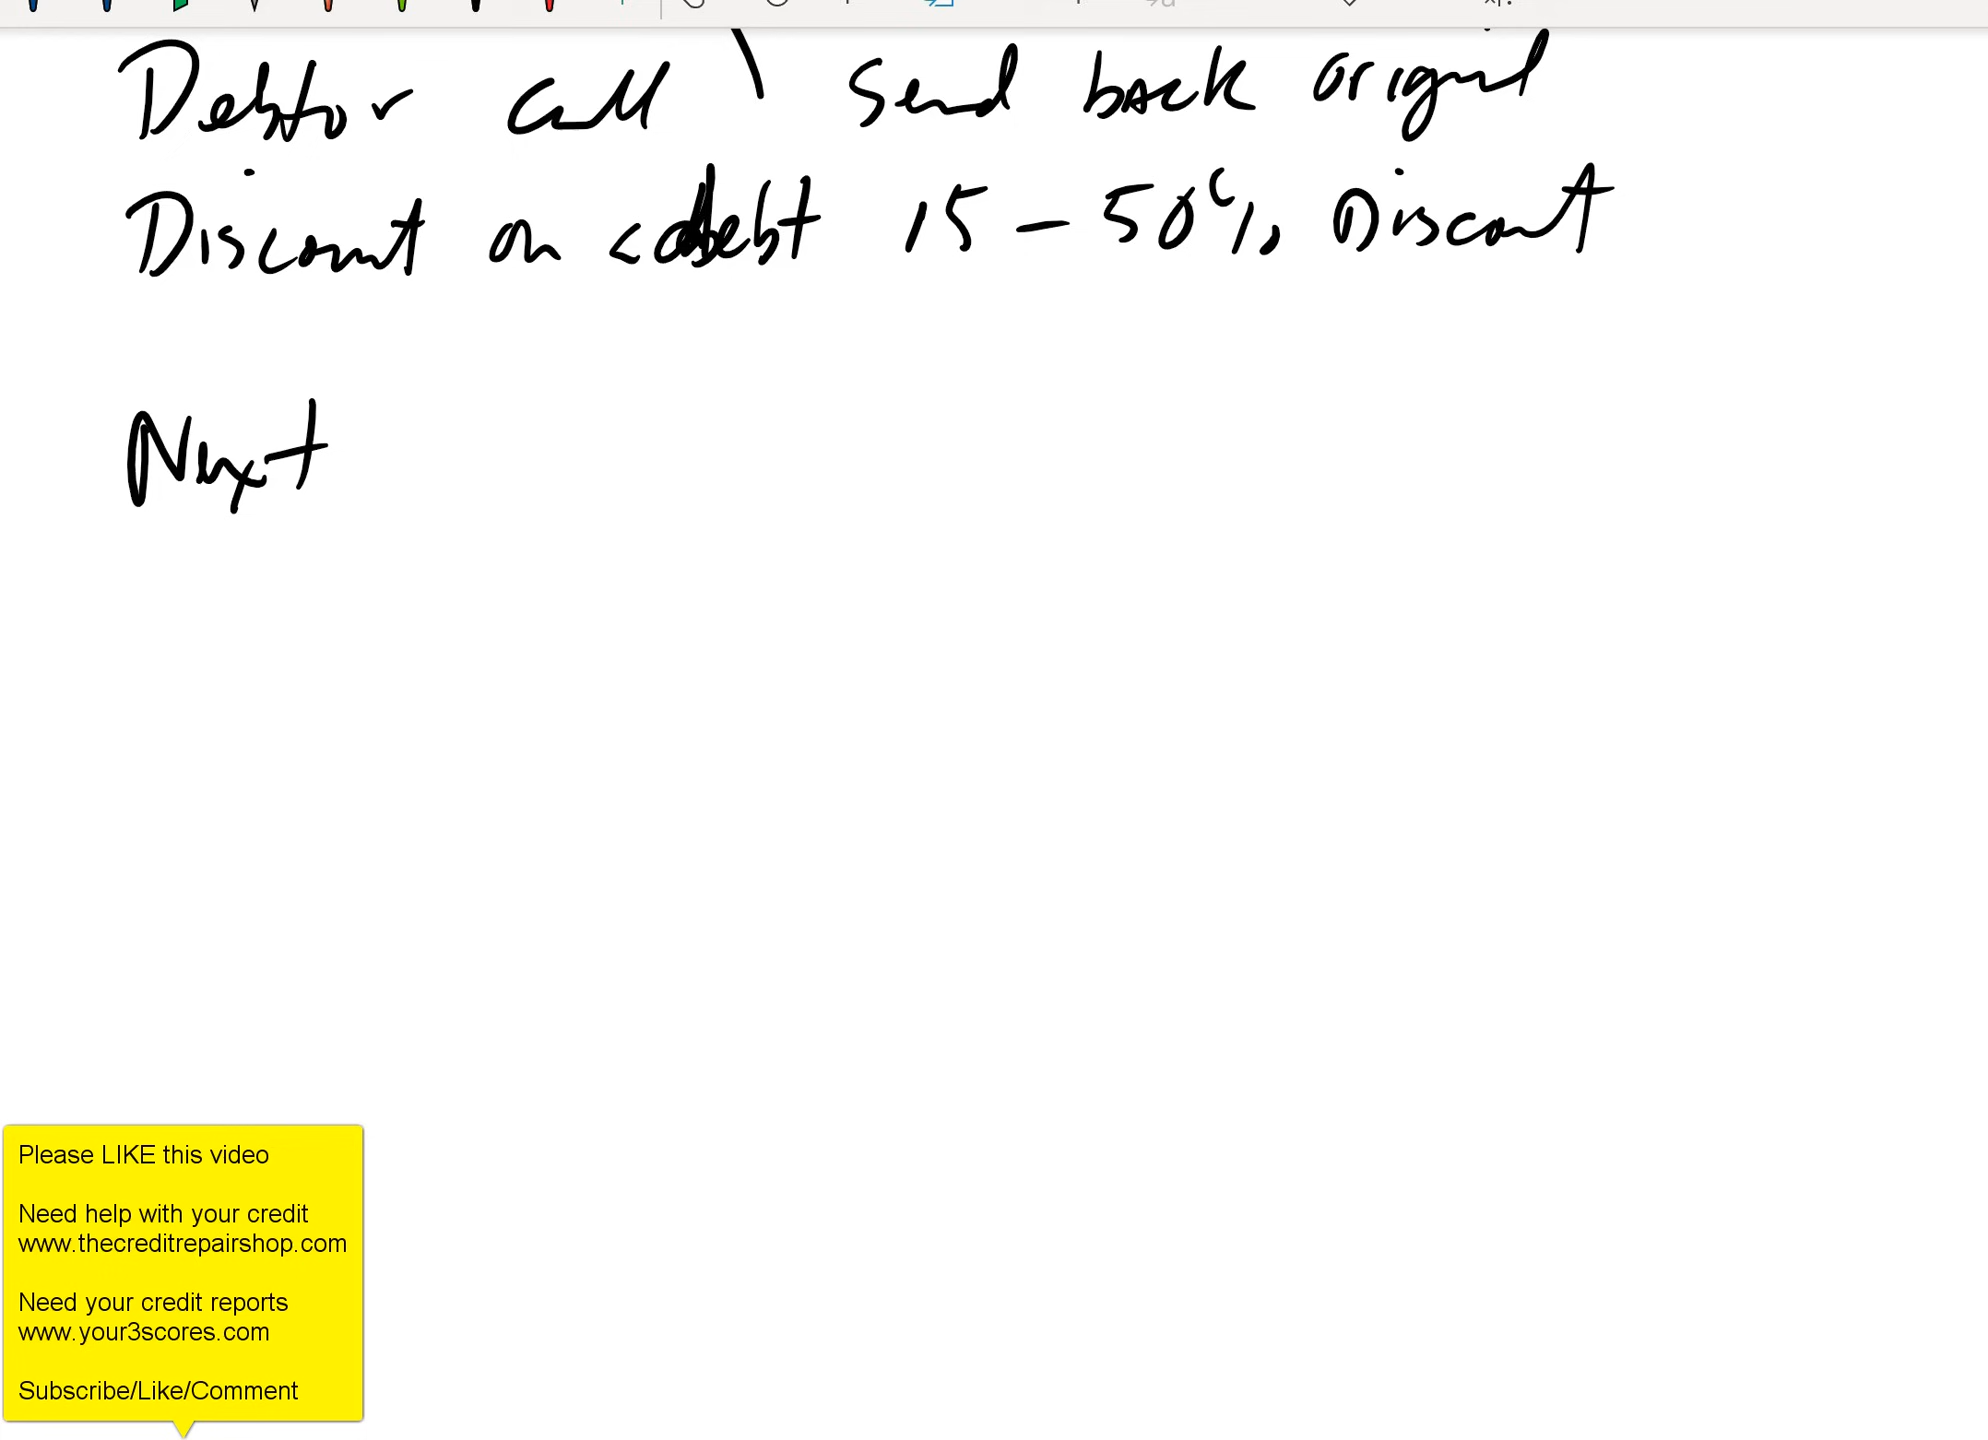 Debtor call \ Send back original
Discount on debt 15 - 50% Discount
Next
Please LIKE this video
Need help with your credit
www.thecreditrepairshop.com
Need your credit reports
www.your3scores.com
Subscribe/Like/Comment